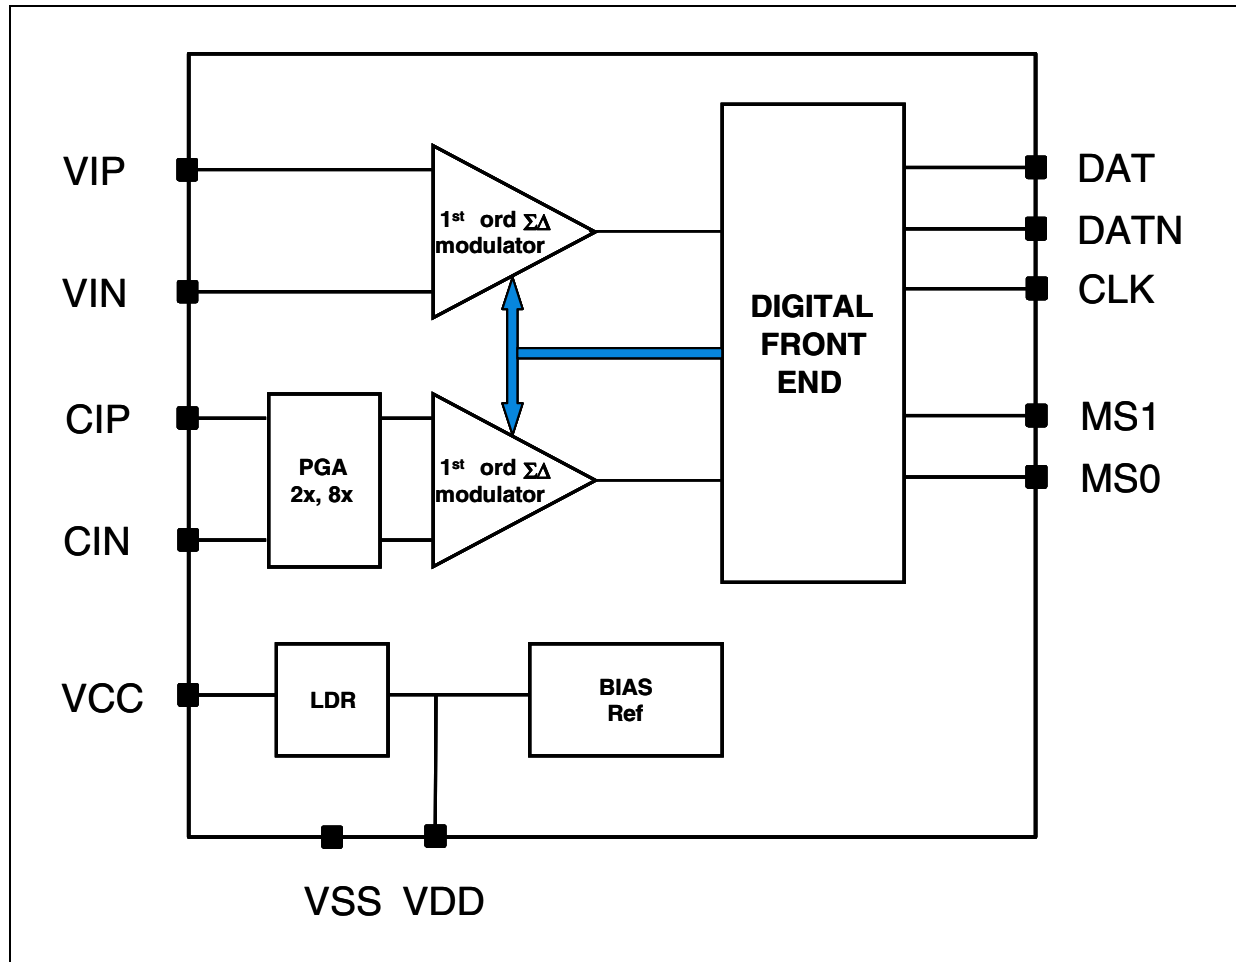 VIP
VIN
CIP
CIN
VCC
1st ord ΣΔ
modulator
PGA
2x, 8x
1st ord ΣΔ
modulator
LDR
BIAS
Ref
DIGITAL
FRONT
END
DAT
DATN
CLK
MS1
MS0
VSS VDD